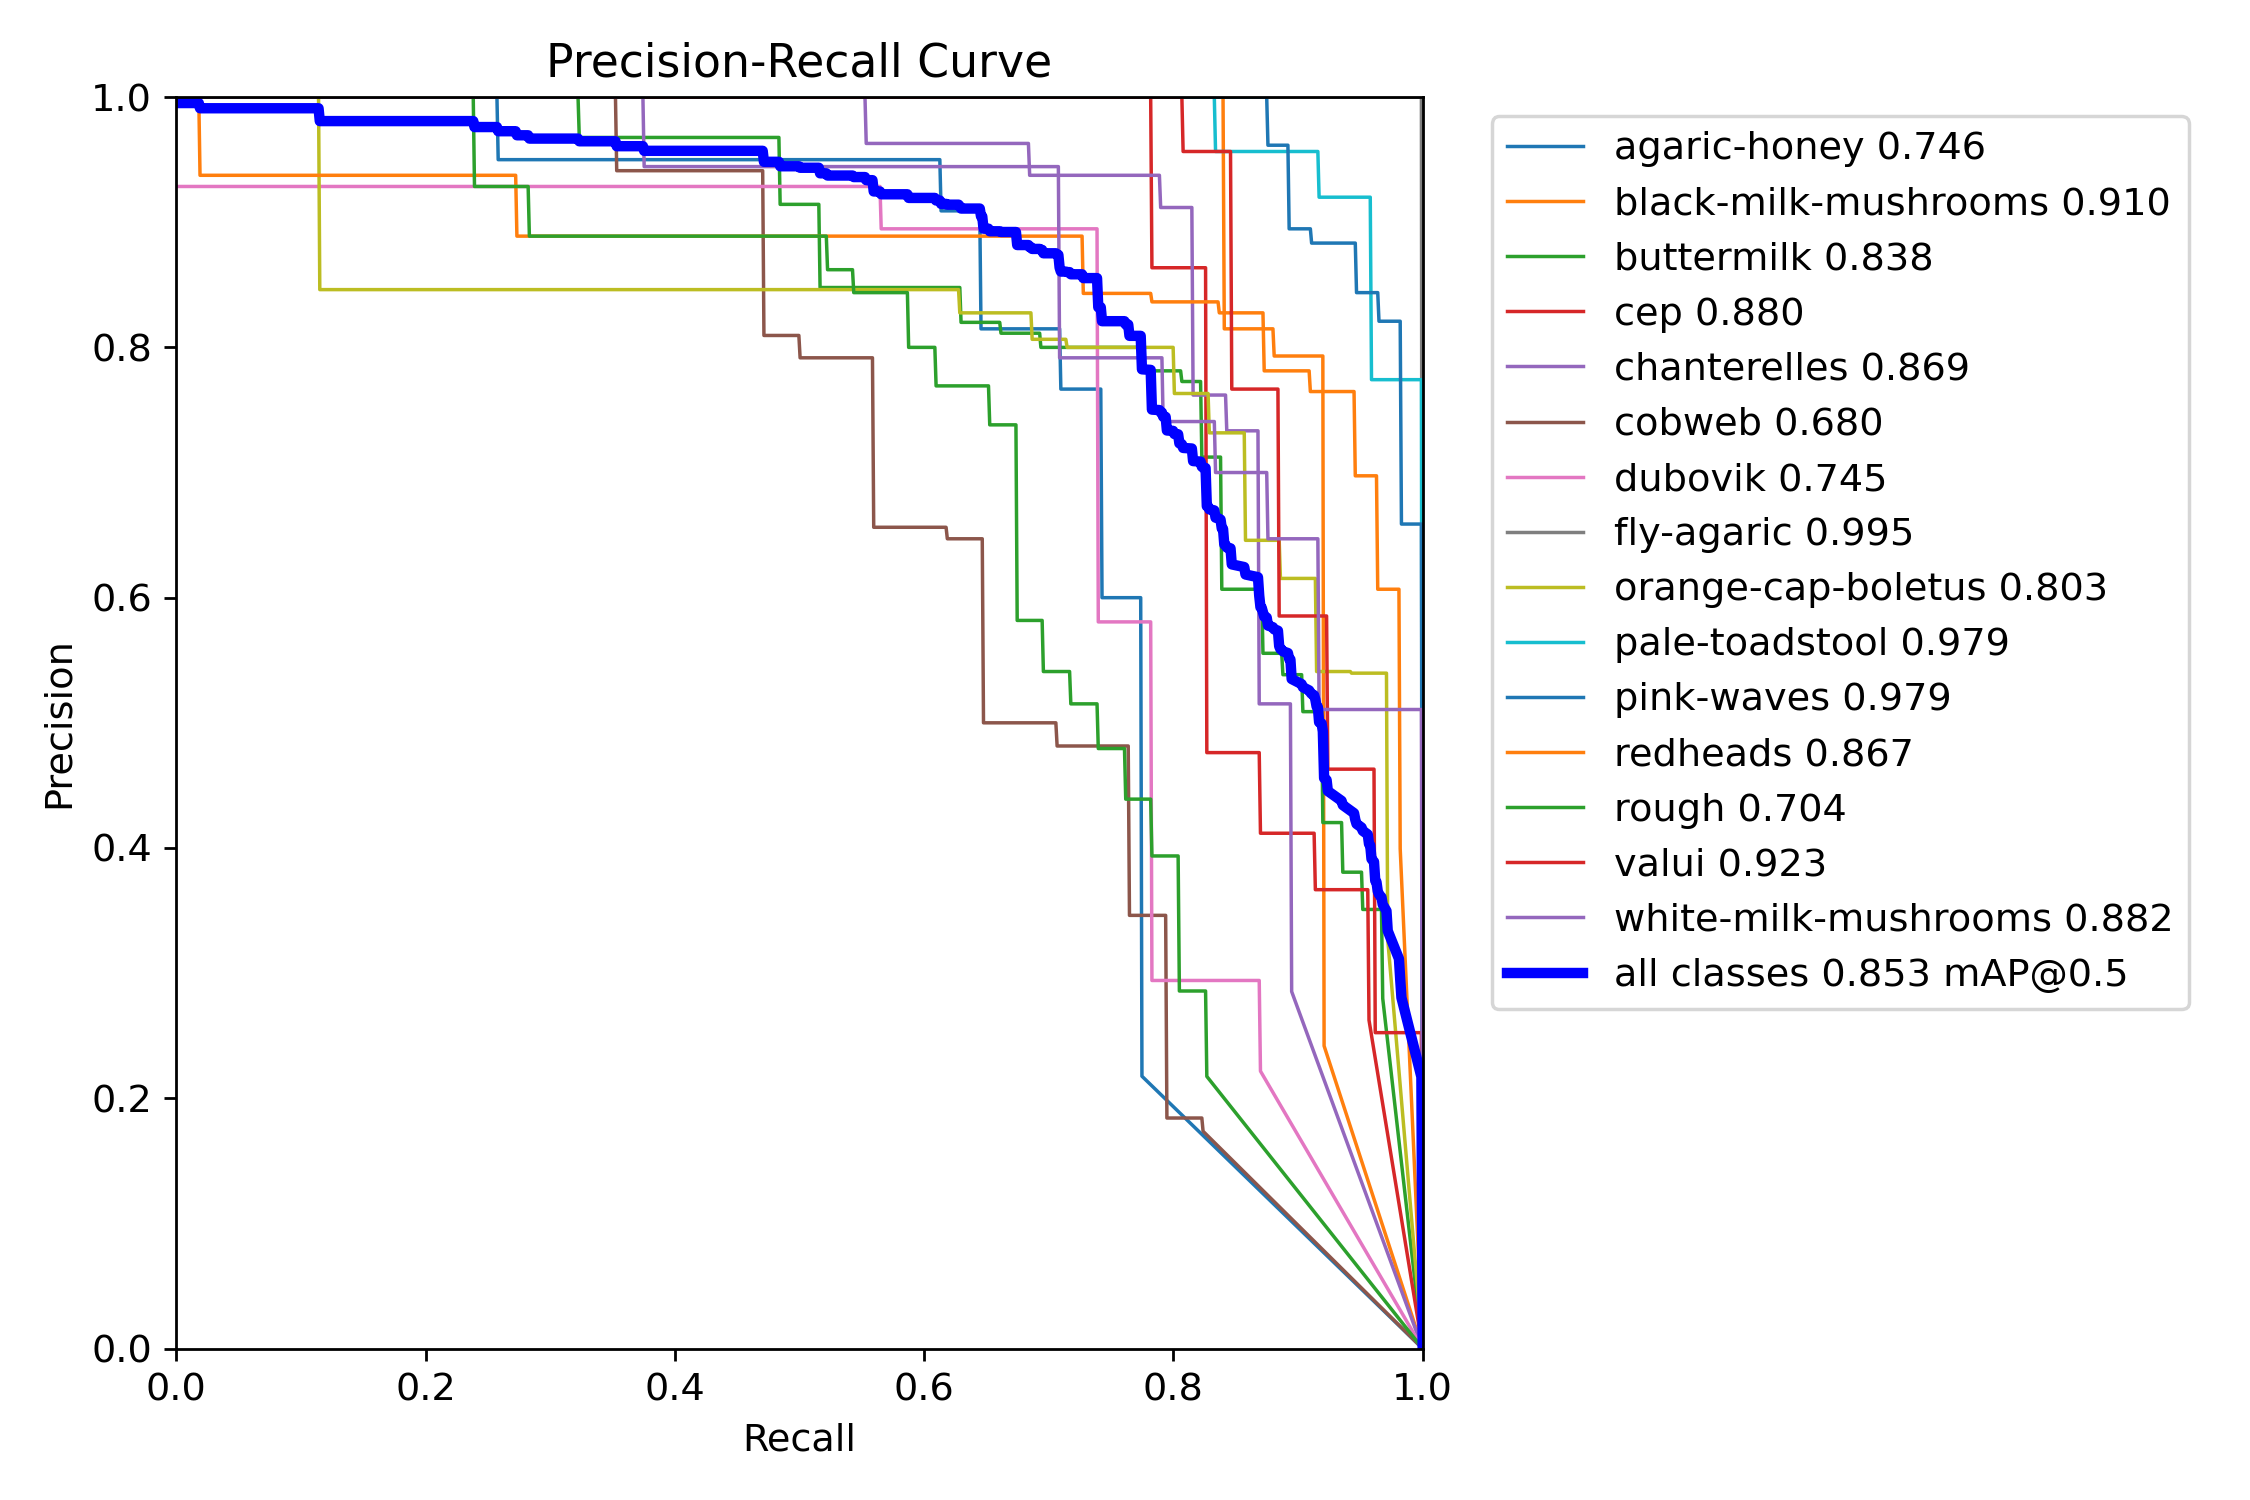 Precision-Recall Curve
1.0
0.8
0.6
0.4
0.2
0.0
Precision
0.0 0.2 0.4 0.6 0.8 1.0
Recall
agaric-honey 0.746
black-milk-mushrooms 0.910
buttermilk 0.838
cep 0.880
chanterelles 0.869
cobweb 0.680
dubovik 0.745
fly-agaric 0.995
orange-cap-boletus 0.803
pale-toadstool 0.979
pink-waves 0.979
redheads 0.867
rough 0.704
valui 0.923
white-milk-mushrooms 0.882
all classes 0.853 mAP@0.5